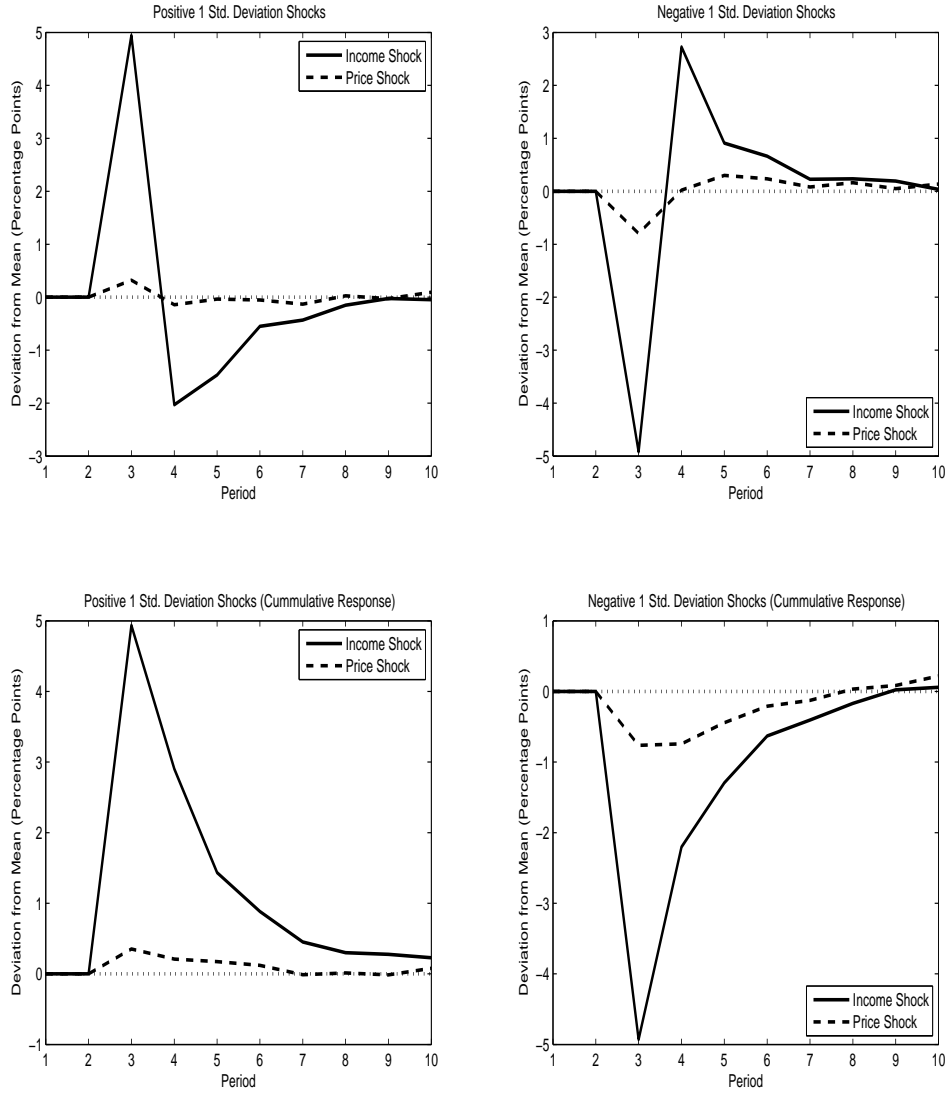 Positive 1 Std. Deviation Shocks
Deviation from Mean (Percentage Points)
5
4
3
2
1
0
−1
−2
−3
Income Shock
Price Shock
1 2 3 4 5 6 7 8 9 10
Period
Negative 1 Std. Deviation Shocks
Deviation from Mean (Percentage Points)
3
2
1
0
−1
−2
−3
−4
−5
Income Shock
Price Shock
1 2 3 4 5 6 7 8 9 10
Period
Positive 1 Std. Deviation Shocks (Cummulative Response)
Deviation from Mean (Percentage Points)
5
4
3
2
1
0
−1
Income Shock
Price Shock
1 2 3 4 5 6 7 8 9 10
Period
Negative 1 Std. Deviation Shocks (Cummulative Response)
Deviation from Mean (Percentage Points)
1
0
−1
−2
−3
−4
−5
Income Shock
Price Shock
1 2 3 4 5 6 7 8 9 10
Period